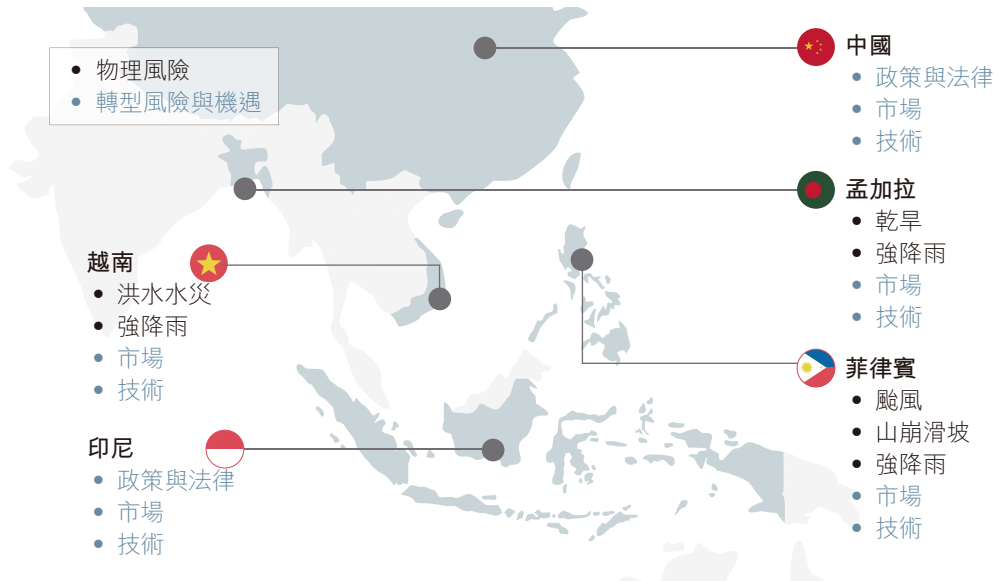 物理風險
轉型風險與機遇
中國
政策與法律
市場
技術
孟加拉
乾旱
強降雨
市場
技術
越南
洪水水災
強降雨
市場
技術
菲律賓
颱風
山崩滑坡
強降雨
市場
技術
印尼
政策與法律
市場
技術